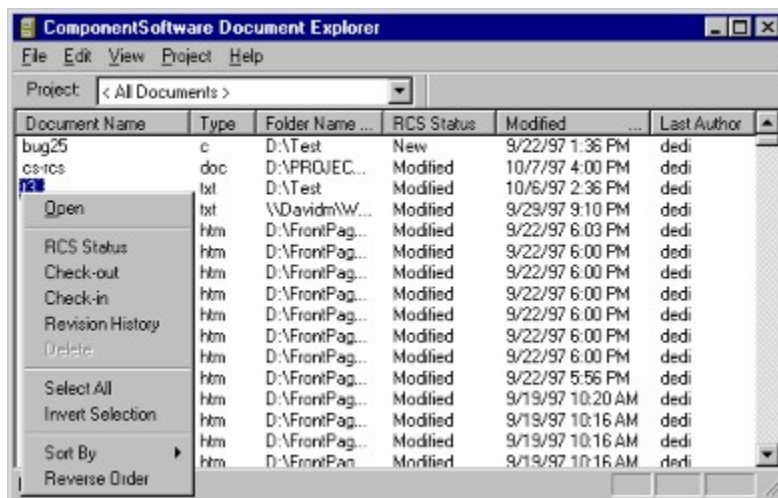 ComponentSoftware Document Explorer
File Edit View Project Help
Project: < All Documents >
Document Name Type Folder Name ... RCS Status Modified ... Last Author
bug25 c D:\Test New 9/22/97 1:36 PM dedi
cs-rcs doc D:\PROJEC... Modified 10/7/97 4:00 PM dedi
txt D:\Test Modified 10/6/97 2:36 PM dedi
Open txt \\Davidm\W... Modified 9/29/97 9:10 PM dedi
htm D:\FrontPag... Modified 9/22/97 6:03 PM dedi
RCS Status htm D:\FrontPag... Modified 9/22/97 6:00 PM dedi
Check-out htm D:\FrontPag... Modified 9/22/97 6:00 PM dedi
Check-in htm D:\FrontPag... Modified 9/22/97 6:00 PM dedi
Revision History htm D:\FrontPag... Modified 9/22/97 6:00 PM dedi
Delete htm D:\FrontPag... Modified 9/22/97 6:00 PM dedi
htm D:\FrontPag... Modified 9/22/97 6:00 PM dedi
Select All htm D:\FrontPag... Modified 9/22/97 5:56 PM dedi
Invert Selection htm D:\FrontPag... Modified 9/19/97 10:20 AM dedi
htm D:\FrontPag... Modified 9/19/97 10:16 AM dedi
Sort By htm D:\FrontPag... Modified 9/19/97 10:16 AM dedi
Reverse Order htm D:\FrontPag Modified 9/19/97 10:16 AM dedi